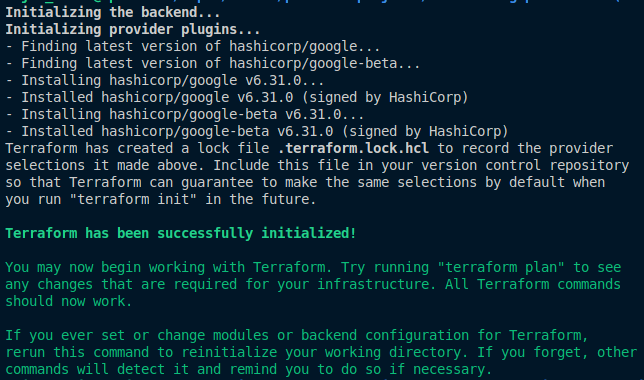 Initializing the backend...
Initializing provider plugins...
- Finding latest version of hashicorp/google...
- Finding latest version of hashicorp/google-beta...
- Installing hashicorp/google v6.31.0...
- Installed hashicorp/google v6.31.0 (signed by HashiCorp)
- Installing hashicorp/google-beta v6.31.0...
- Installed hashicorp/google-beta v6.31.0 (signed by HashiCorp)
Terraform has created a lock file .terraform.lock.hcl to record the provider
selections it made above. Include this file in your version control repository
so that Terraform can guarantee to make the same selections by default when
you run "terraform init" in the future.
Terraform has been successfully initialized!
You may now begin working with Terraform. Try running "terraform plan" to see
any changes that are required for your infrastructure. All Terraform commands
should now work.
If you ever set or change modules or backend configuration for Terraform,
rerun this command to reinitialize your working directory. If you forget, other
commands will detect it and remind you to do so if necessary.